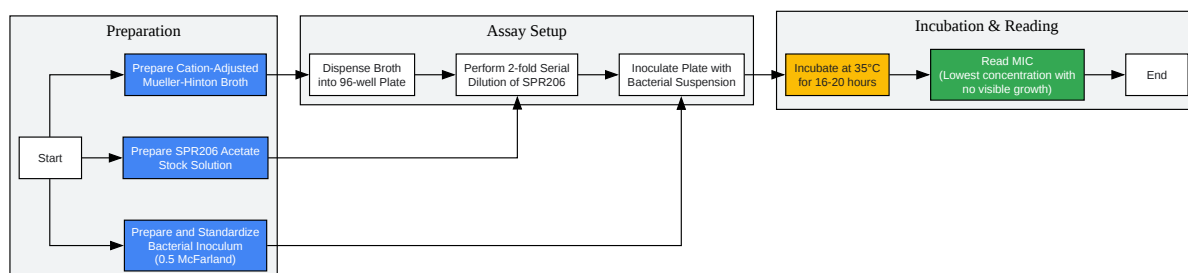 Preparation
Start
Prepare Cation-Adjusted
Mueller-Hinton Broth
Prepare SPR206 Acetate
Stock Solution
Prepare and Standardize
Bacterial Inoculum
(0.5 McFarland)
Assay Setup
Dispense Broth
into 96-well Plate
Perform 2-fold Serial
Dilution of SPR206
Inoculate Plate with
Bacterial Suspension
Incubation & Reading
Incubate at 35°C
for 16-20 hours
Read MIC
(Lowest concentration with
no visible growth)
End